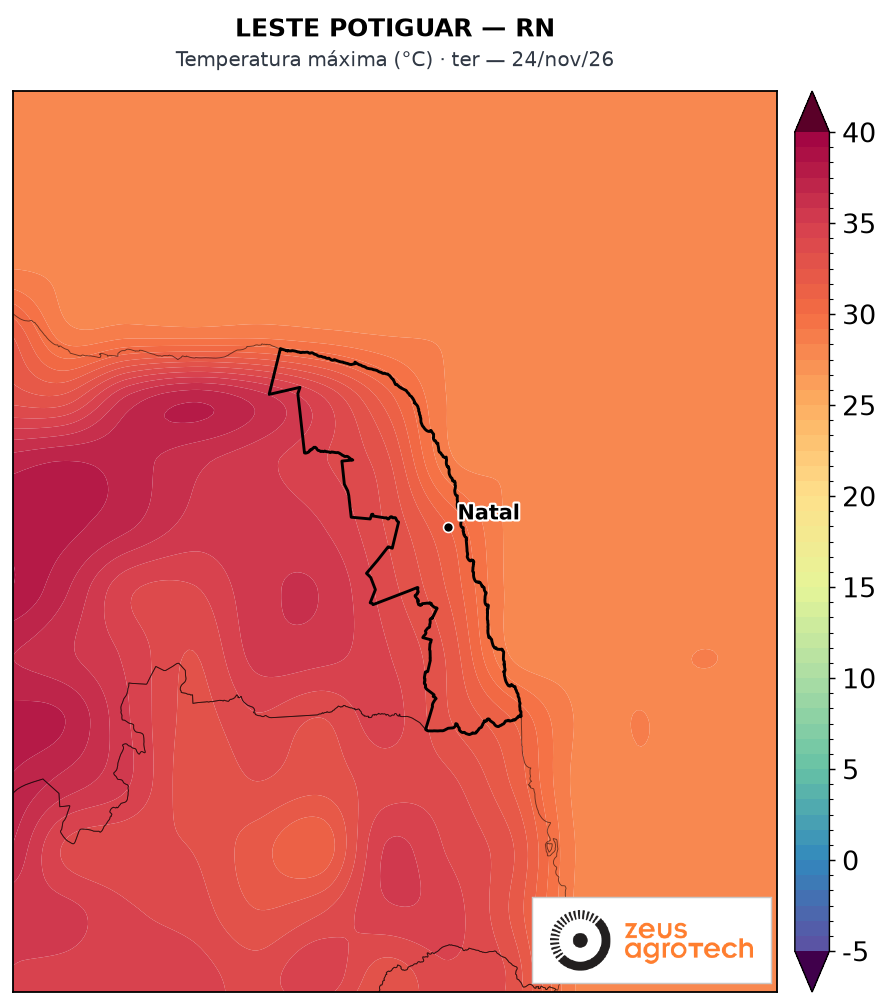 LESTE POTIGUAR — RN
Temperatura máxima (°C) · ter — 24/nov/26
40
35
30
25
20
15
10
5
0
-5
Natal
zeus
agrotech